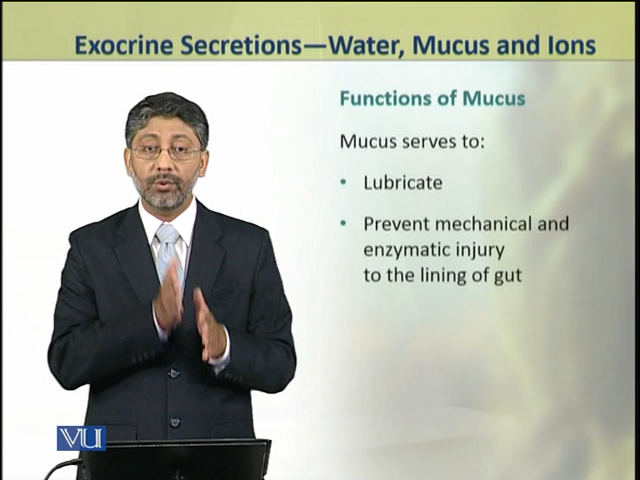 Exocrine Secretions—Water, Mucus and Ions
Functions of Mucus
Mucus serves to:
• Lubricate
• Prevent mechanical and
enzymatic injury
to the lining of gut
VU